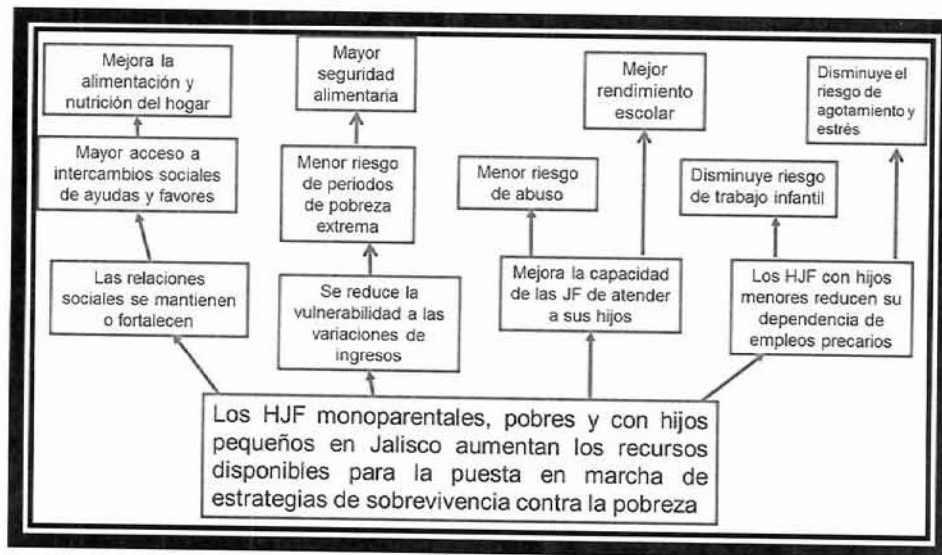 Mejora la
alimentación y
nutrición del hogar
Mayor
seguridad
alimentaria
Mejor
rendimiento
escolar
Disminuye el
riesgo de
agotamiento y
estrés
Mayor acceso a
intercambios sociales
de ayudas y favores
Menor riesgo
de periodos
de pobreza
extrema
Menor riesgo
de abuso
Disminuye riesgo
de trabajo infantil
Las relaciones
sociales se mantienen
o fortalecen
Se reduce la
vulnerabilidad a las
variaciones de
ingresos
Mejora la capacidad
de las JF de atender
a sus hijos
Los HJF con hijos
menores reducen su
dependencia de
empleos precarios
Los HJF monoparentales, pobres y con hijos
pequeños en Jalisco aumentan los recursos
disponibles para la puesta en marcha de
estrategias de sobrevivencia contra la pobreza